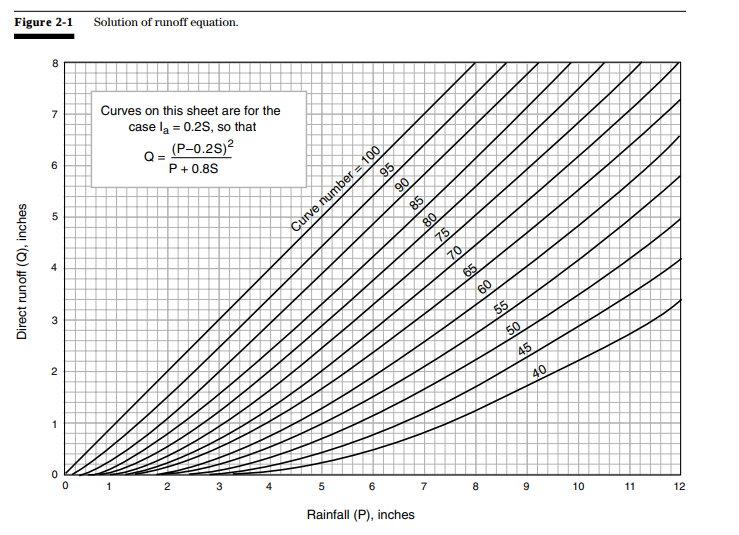 Figure 2-1 Solution of runoff equation.
8
7
6
5
4
3
2
1
0
Direct runoff (Q), inches
Curves on this sheet are for the
case Ia = 0.2S, so that
Q = (P–0.2S)2
P + 0.8S
Curve number = 100
95
90
85
80
75
70
65
60
55
50
45
40
0 1 2 3 4 5 6 7 8 9 10 11 12
Rainfall (P), inches